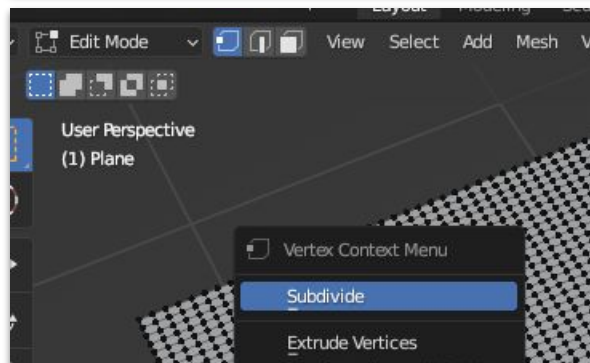 Layout Modeling
Edit Mode View Select Add Mesh
User Perspective
(1) Plane
Vertex Context Menu
Subdivide
Extrude Vertices